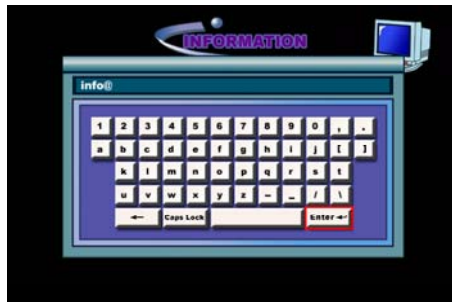 INFORMATION
info@
1 2 3 4 5 6 7 8 9 0 , .
a b c d e f g h i j [ ]
k l m n o p q r s t
u v w x y z - _ / \
← Caps Lock Enter ↵